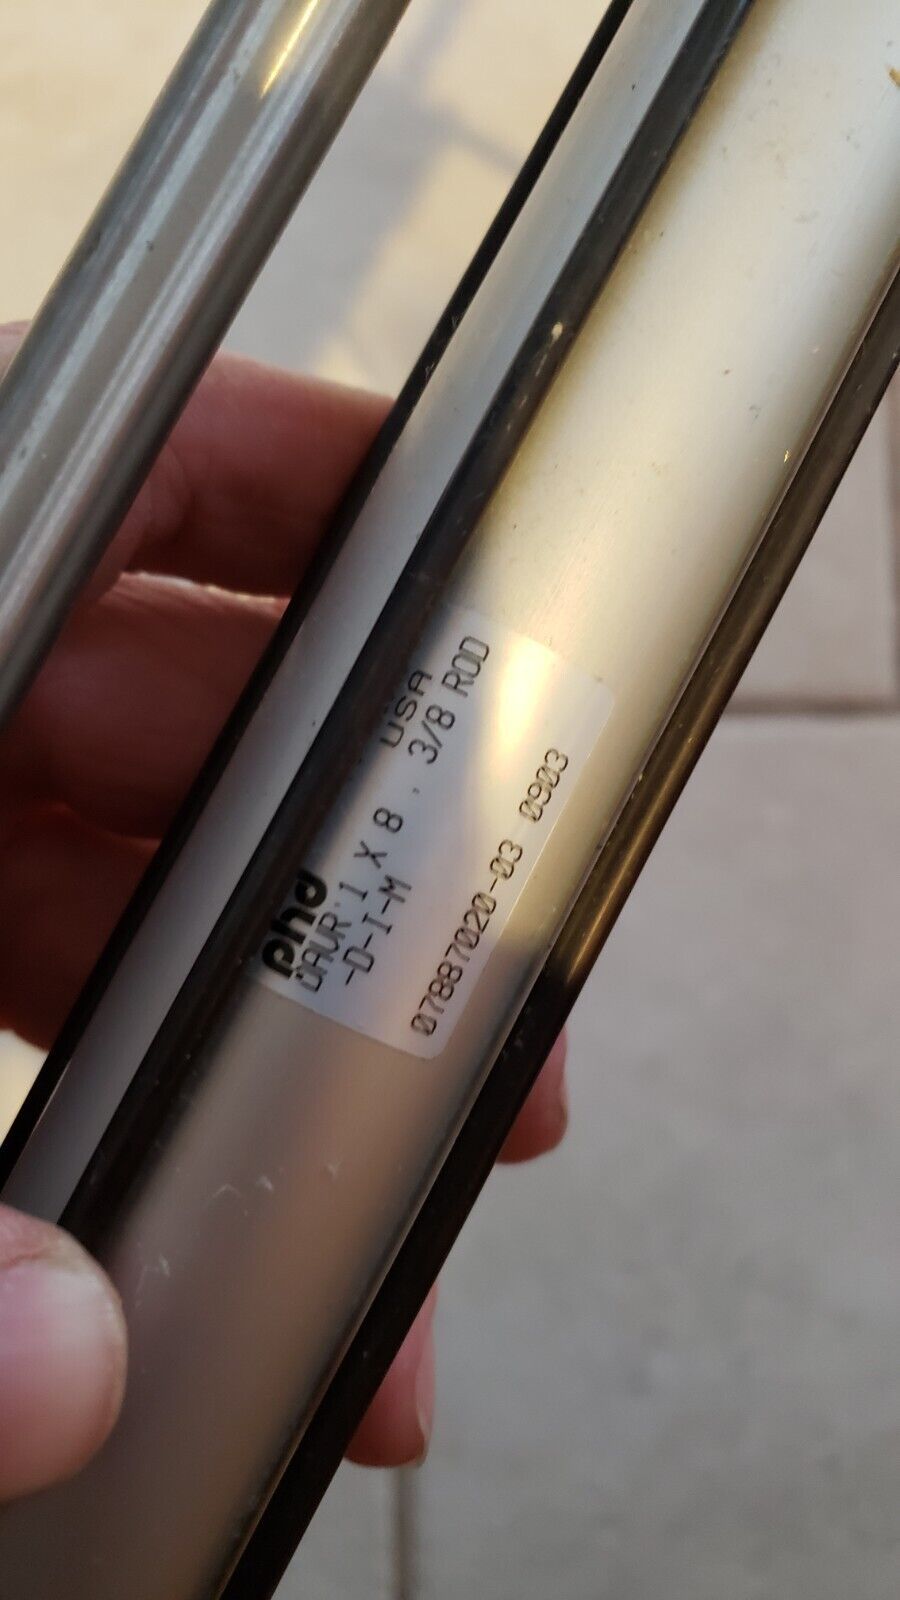 phd USA
DAVR 1 X 8 , 3/8 ROD
-D-I-M
07887020-03 0903